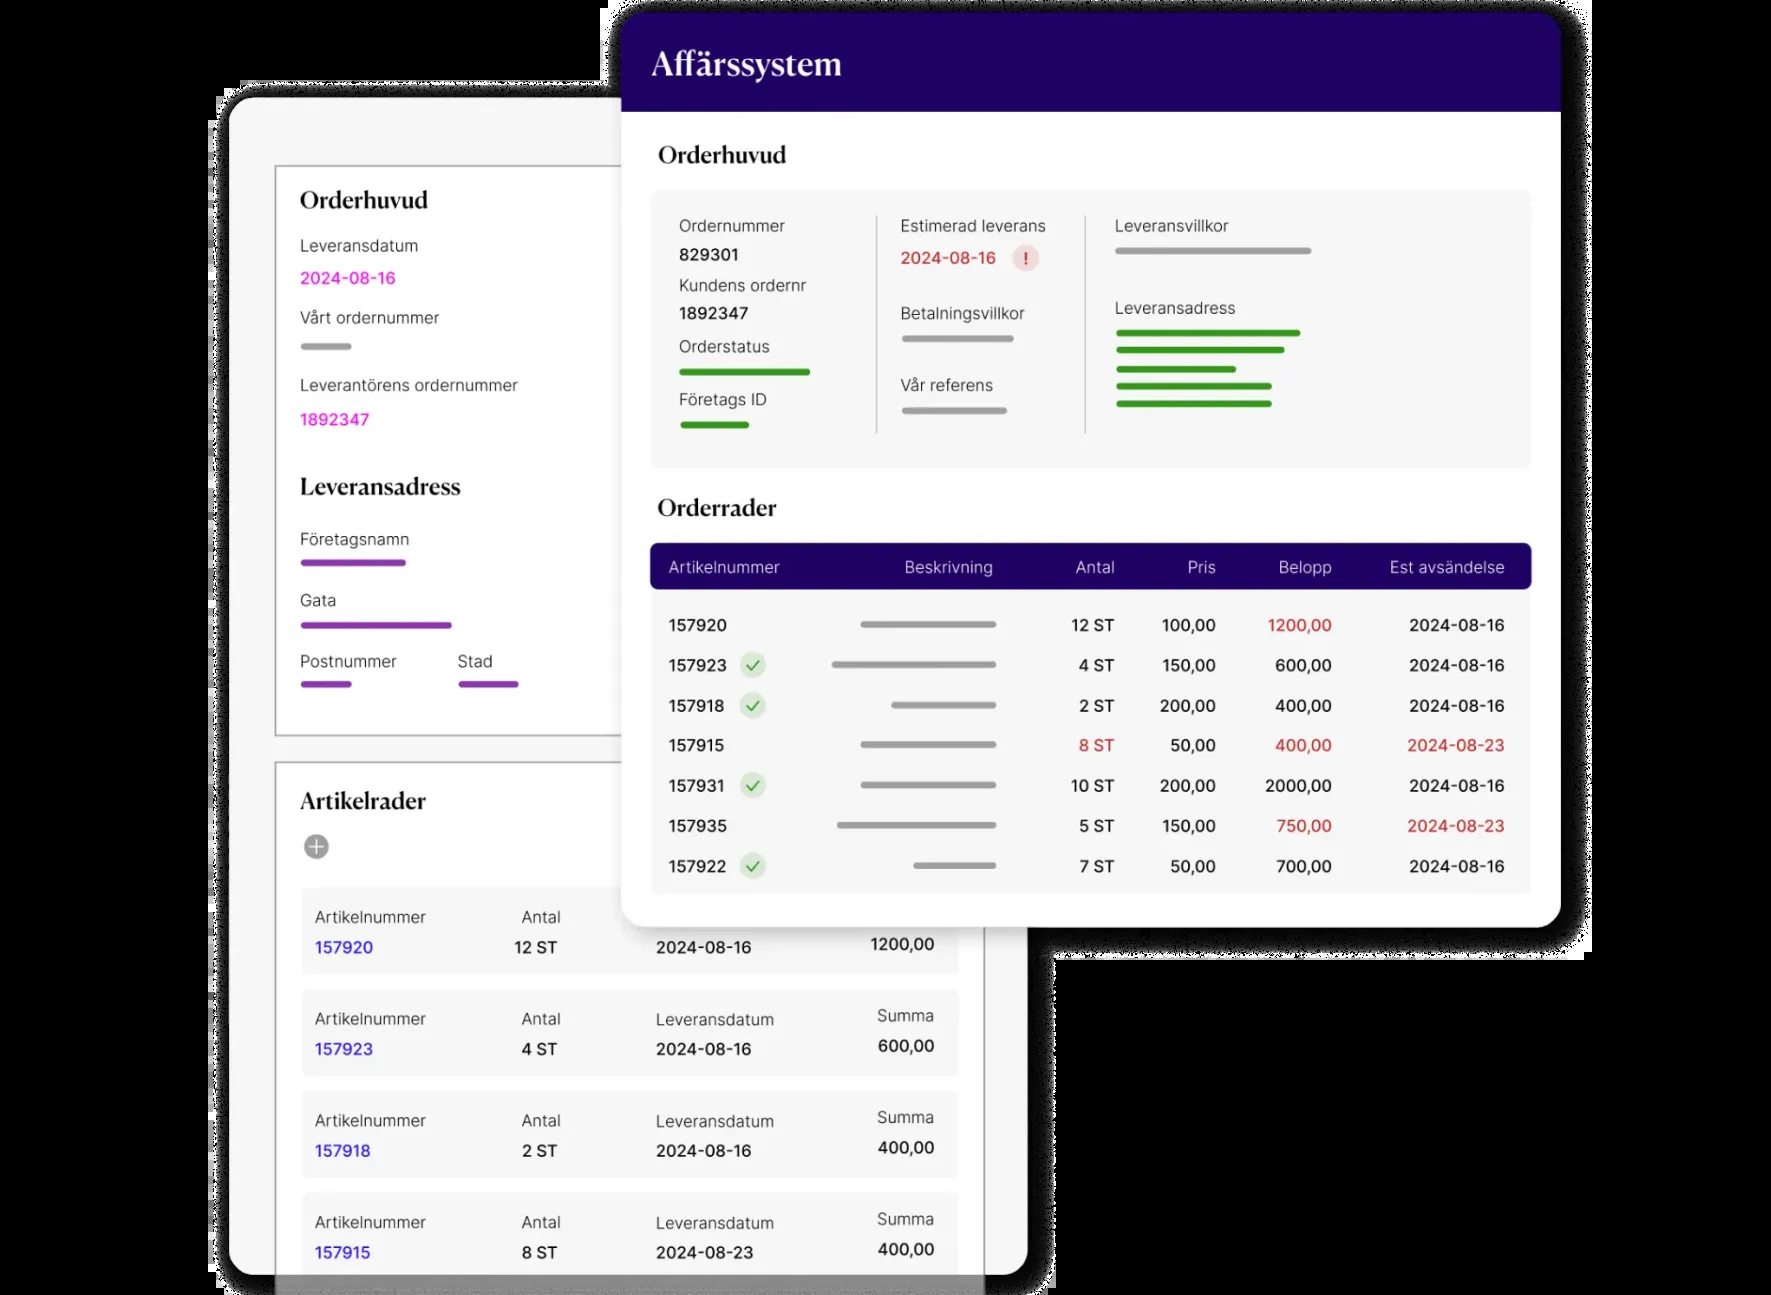 Affärssystem
Orderhuvud
Ordernummer
829301
Kundens ordernr
1892347
Orderstatus
Företags ID
Estimerad leverans
2024-08-16 !
Betalningsvillkor
Vår referens
Leveransvillkor
Leveransadress
Orderrader
Artikelnummer Beskrivning Antal Pris Belopp Est avsändelse
157920 12 ST 100,00 1200,00 2024-08-16
157923 4 ST 150,00 600,00 2024-08-16
157918 2 ST 200,00 400,00 2024-08-16
157915 8 ST 50,00 400,00 2024-08-23
157931 10 ST 200,00 2000,00 2024-08-16
157935 5 ST 150,00 750,00 2024-08-23
157922 7 ST 50,00 700,00 2024-08-16
Orderhuvud
Leveransdatum
2024-08-16
Vårt ordernummer
Leverantörens ordernummer
1892347
Leveransadress
Företagsnamn
Gata
Postnummer Stad
Artikelrader
Artikelnummer Antal
157920 12 ST 2024-08-16 1200,00
Artikelnummer Antal Leveransdatum Summa
157923 4 ST 2024-08-16 600,00
Artikelnummer Antal Leveransdatum Summa
157918 2 ST 2024-08-16 400,00
Artikelnummer Antal Leveransdatum Summa
157915 8 ST 2024-08-23 400,00